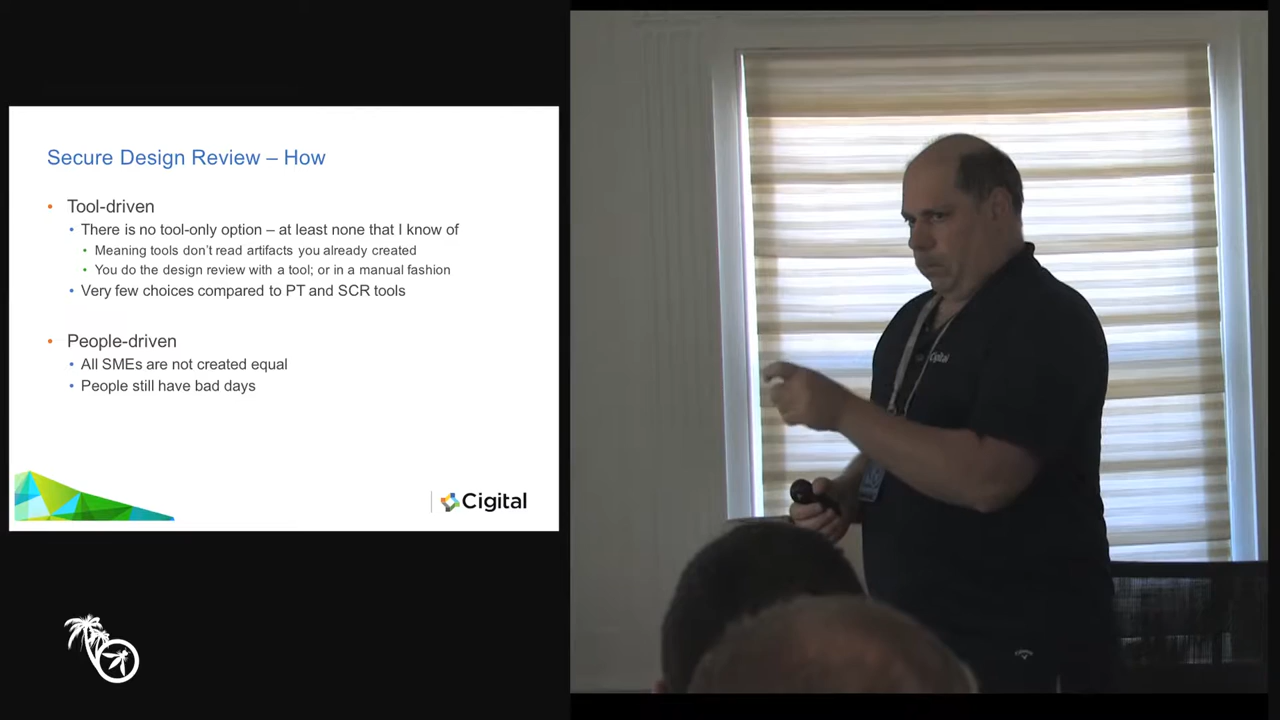 Secure Design Review – How
• Tool-driven
• There is no tool-only option – at least none that I know of
• Meaning tools don't read artifacts you already created
• You do the design review with a tool; or in a manual fashion
• Very few choices compared to PT and SCR tools
• People-driven
• All SMEs are not created equal
• People still have bad days
Cigital
Cigital